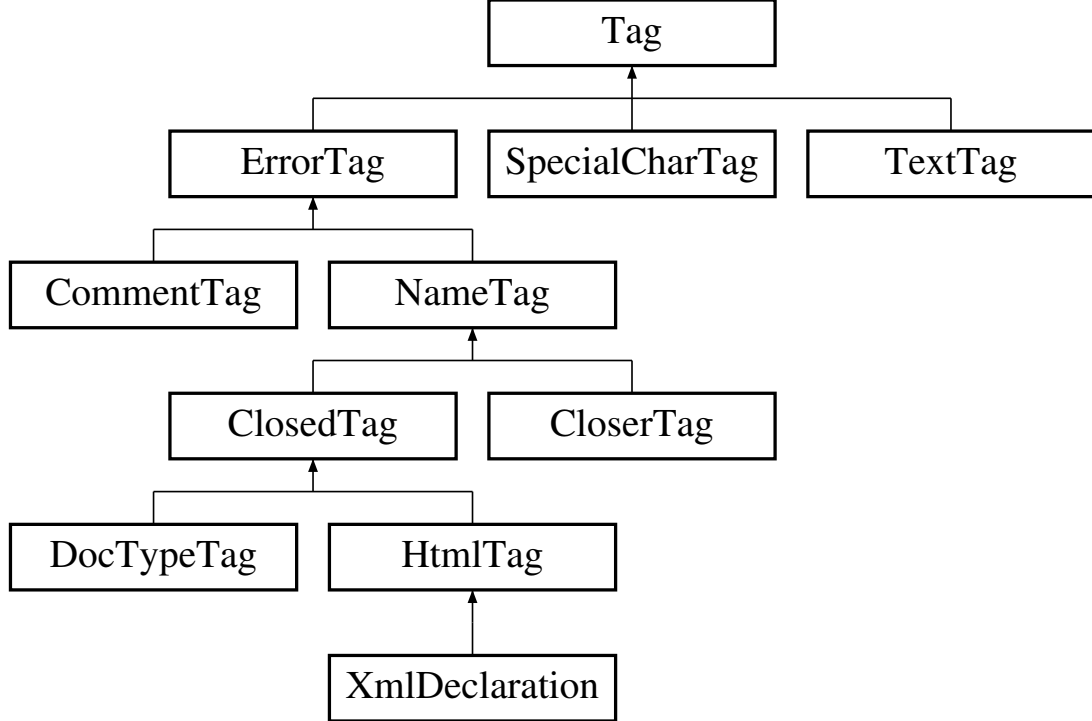 Tag
ErrorTag
SpecialCharTag
TextTag
CommentTag
NameTag
ClosedTag
CloserTag
DocTypeTag
HtmlTag
XmlDeclaration